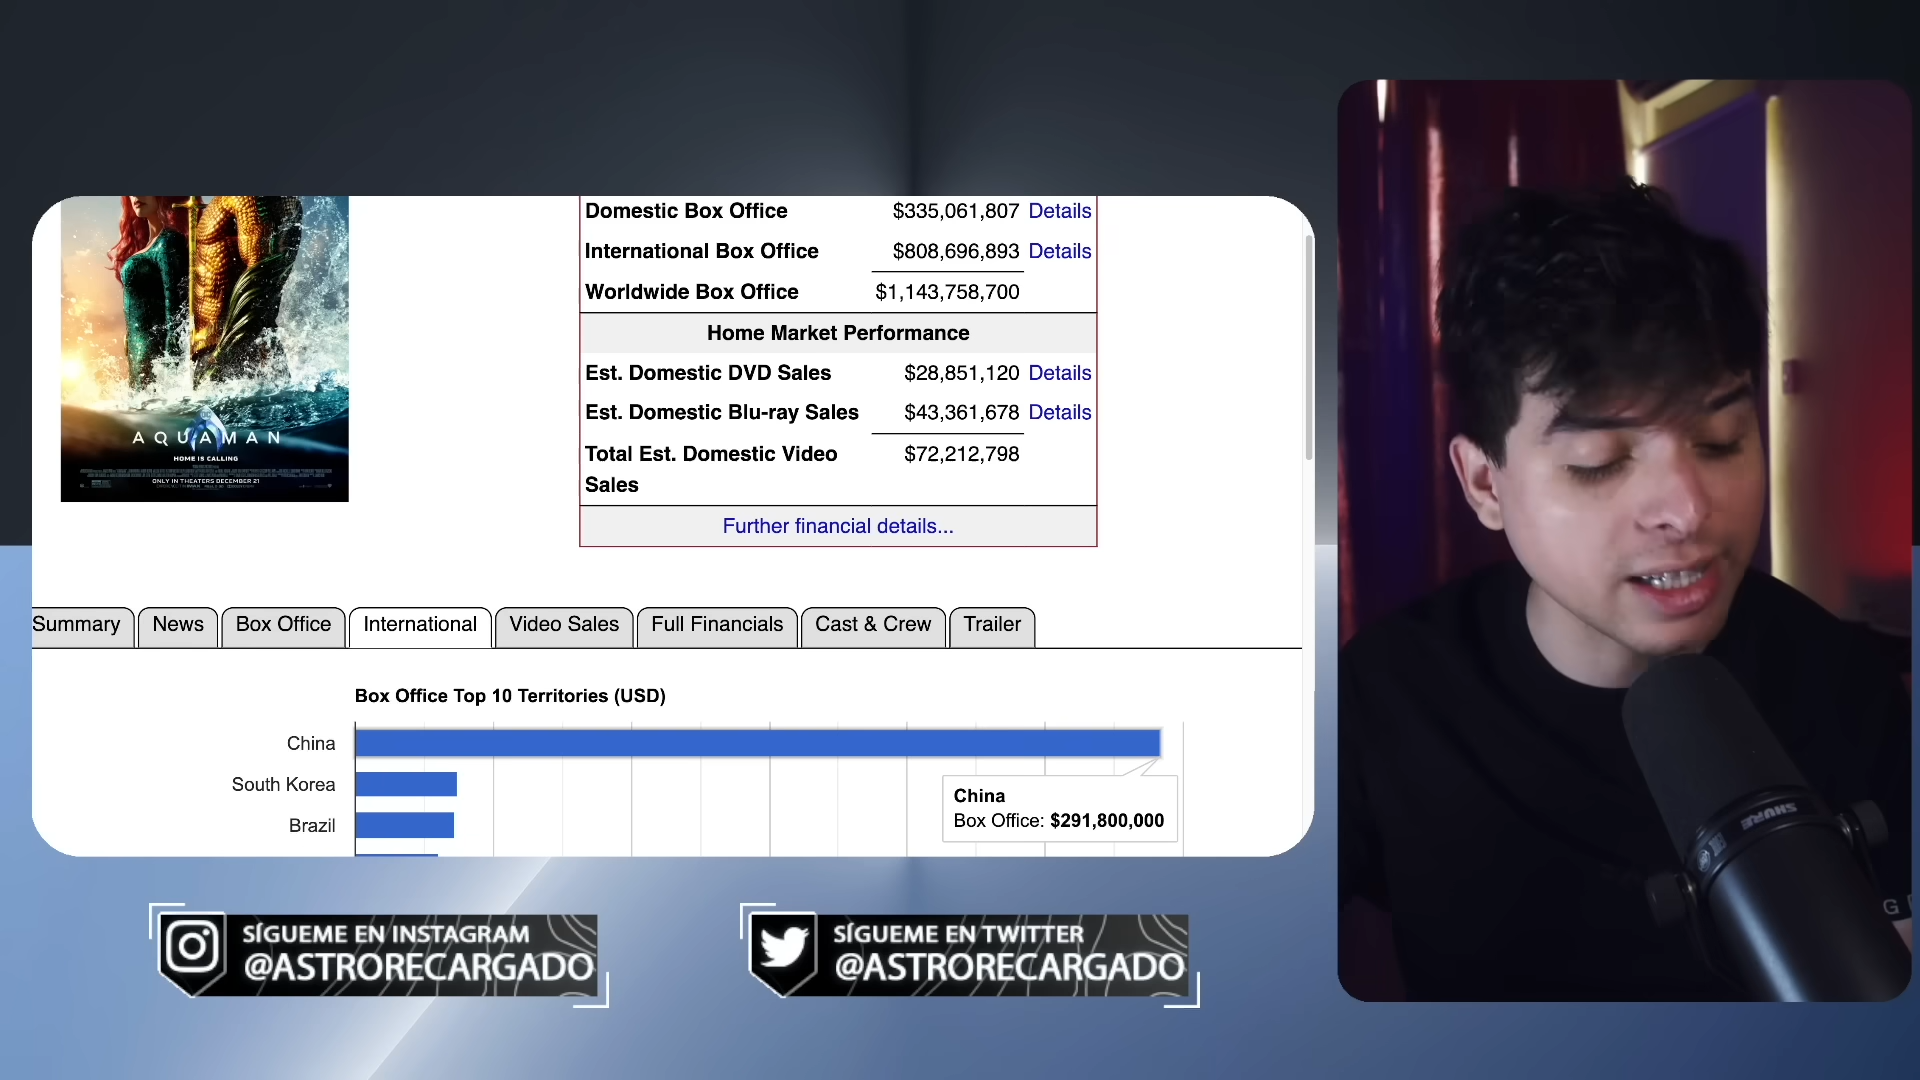 Domestic Box Office $335,061,807 Details
International Box Office $808,696,893 Details
Worldwide Box Office $1,143,758,700
Home Market Performance
Est. Domestic DVD Sales $28,851,120 Details
Est. Domestic Blu-ray Sales $43,361,678 Details
Total Est. Domestic Video $72,212,798
Sales
Further financial details...
AQUAMAN
HOME IS CALLING
ONLY IN THEATERS DECEMBER 21
Summary News Box Office International Video Sales Full Financials Cast & Crew Trailer
Box Office Top 10 Territories (USD)
China
South Korea
Brazil
China
Box Office: $291,800,000
SÍGUEME EN INSTAGRAM
@ASTRORECARGADO
SÍGUEME EN TWITTER
@ASTRORECARGADO
SHURE